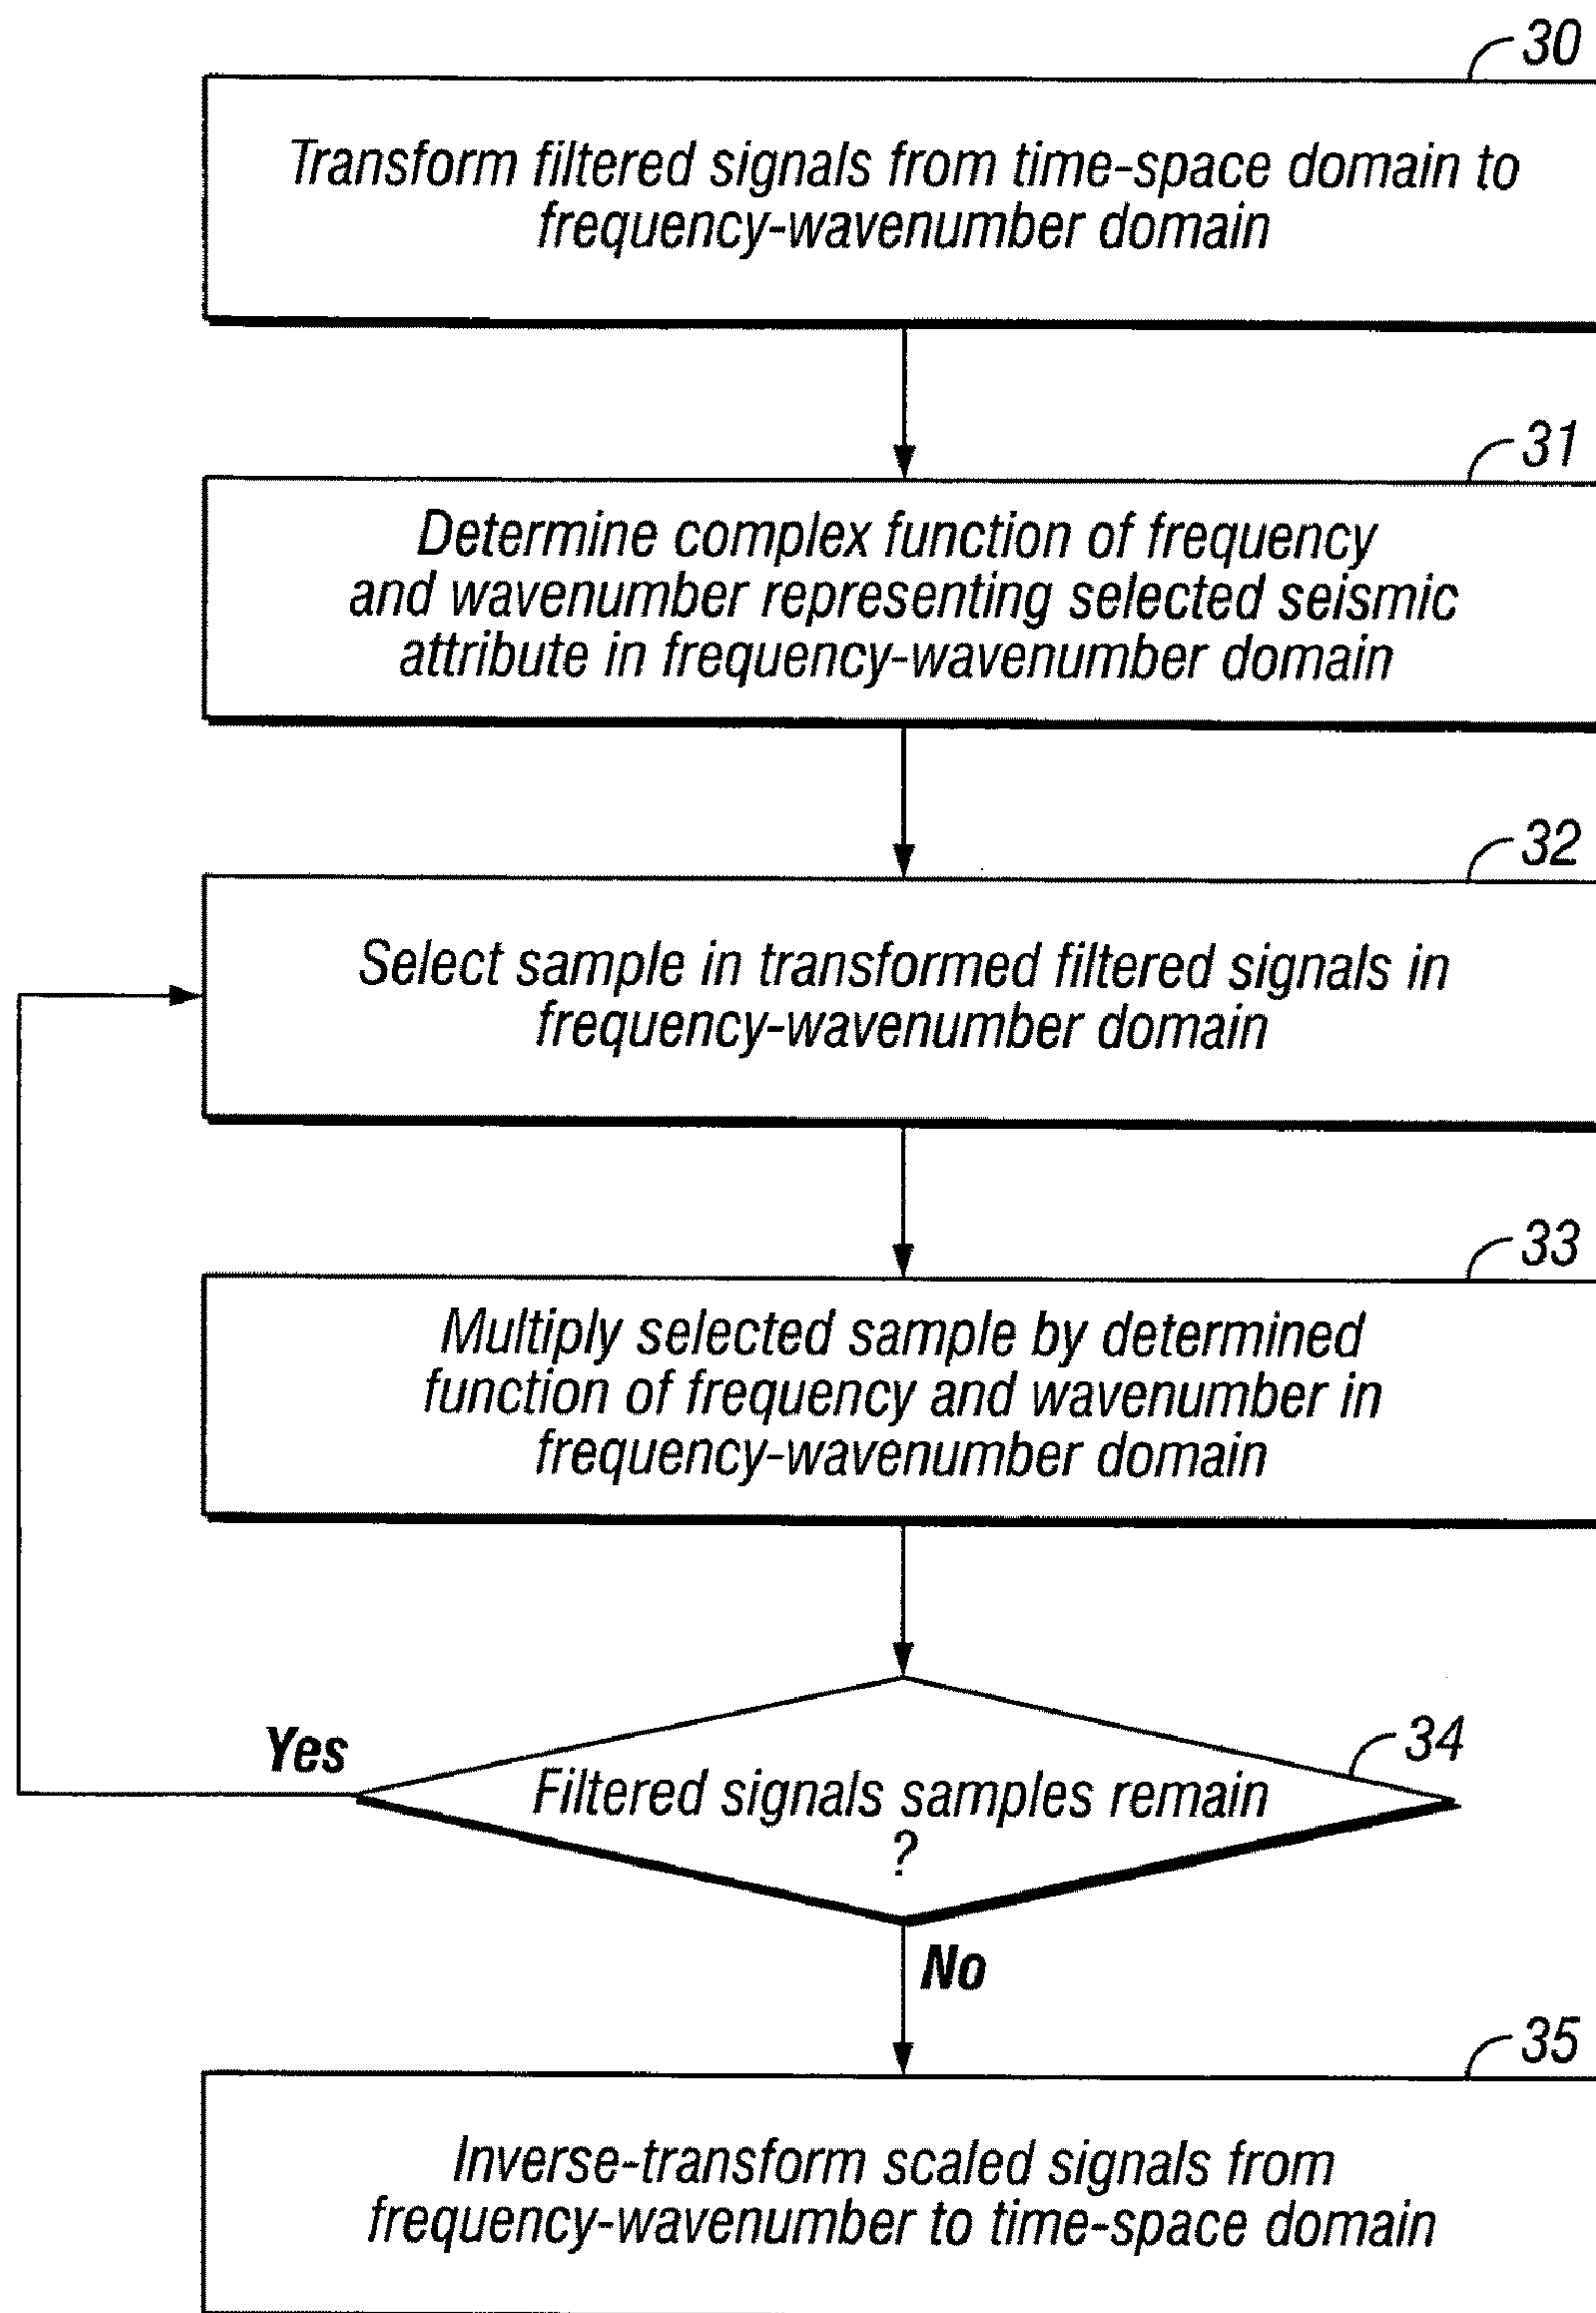 30
Transform filtered signals from time-space domain to
frequency-wavenumber domain
31
Determine complex function of frequency
and wavenumber representing selected seismic
attribute in frequency-wavenumber domain
32
Select sample in transformed filtered signals in
frequency-wavenumber domain
33
Multiply selected sample by determined
function of frequency and wavenumber in
frequency-wavenumber domain
34
Yes
Filtered signals samples remain
?
No
35
Inverse-transform scaled signals from
frequency-wavenumber to time-space domain